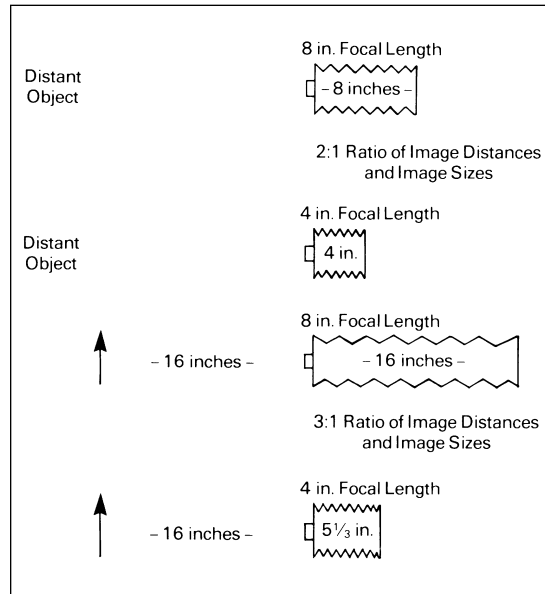 8 in. Focal Length
Distant
Object
– 8 inches –
2:1 Ratio of Image Distances
and Image Sizes
4 in. Focal Length
Distant
Object
4 in.
8 in. Focal Length
– 16 inches –
– 16 inches –
3:1 Ratio of Image Distances
and Image Sizes
4 in. Focal Length
– 16 inches –
5⅓ in.